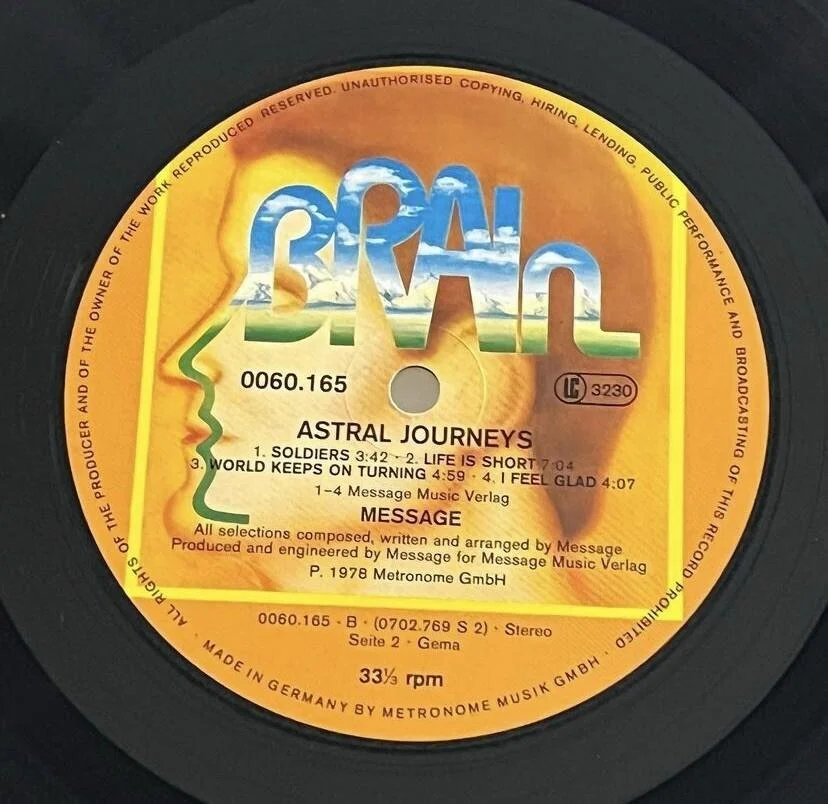 ALL RIGHTS OF THE PRODUCER AND OF THE OWNER OF THE WORK REPRODUCED RESERVED. UNAUTHORISED COPYING, HIRING, LENDING, PUBLIC PERFORMANCE AND BROADCASTING OF THIS RECORD PROHIBITED
BRAIn
0060.165
LC 3230
ASTRAL JOURNEYS
1. SOLDIERS 3:42 · 2. LIFE IS SHORT 7:04
3. WORLD KEEPS ON TURNING 4:59 · 4. I FEEL GLAD 4:07
1–4 Message Music Verlag
MESSAGE
All selections composed, written and arranged by Message
Produced and engineered by Message for Message Music Verlag
P. 1978 Metronome GmbH
0060.165 · B · (0702.769 S 2) · Stereo
Seite 2 · Gema
33⅓ rpm
· MADE IN GERMANY BY METRONOME MUSIK GMBH ·